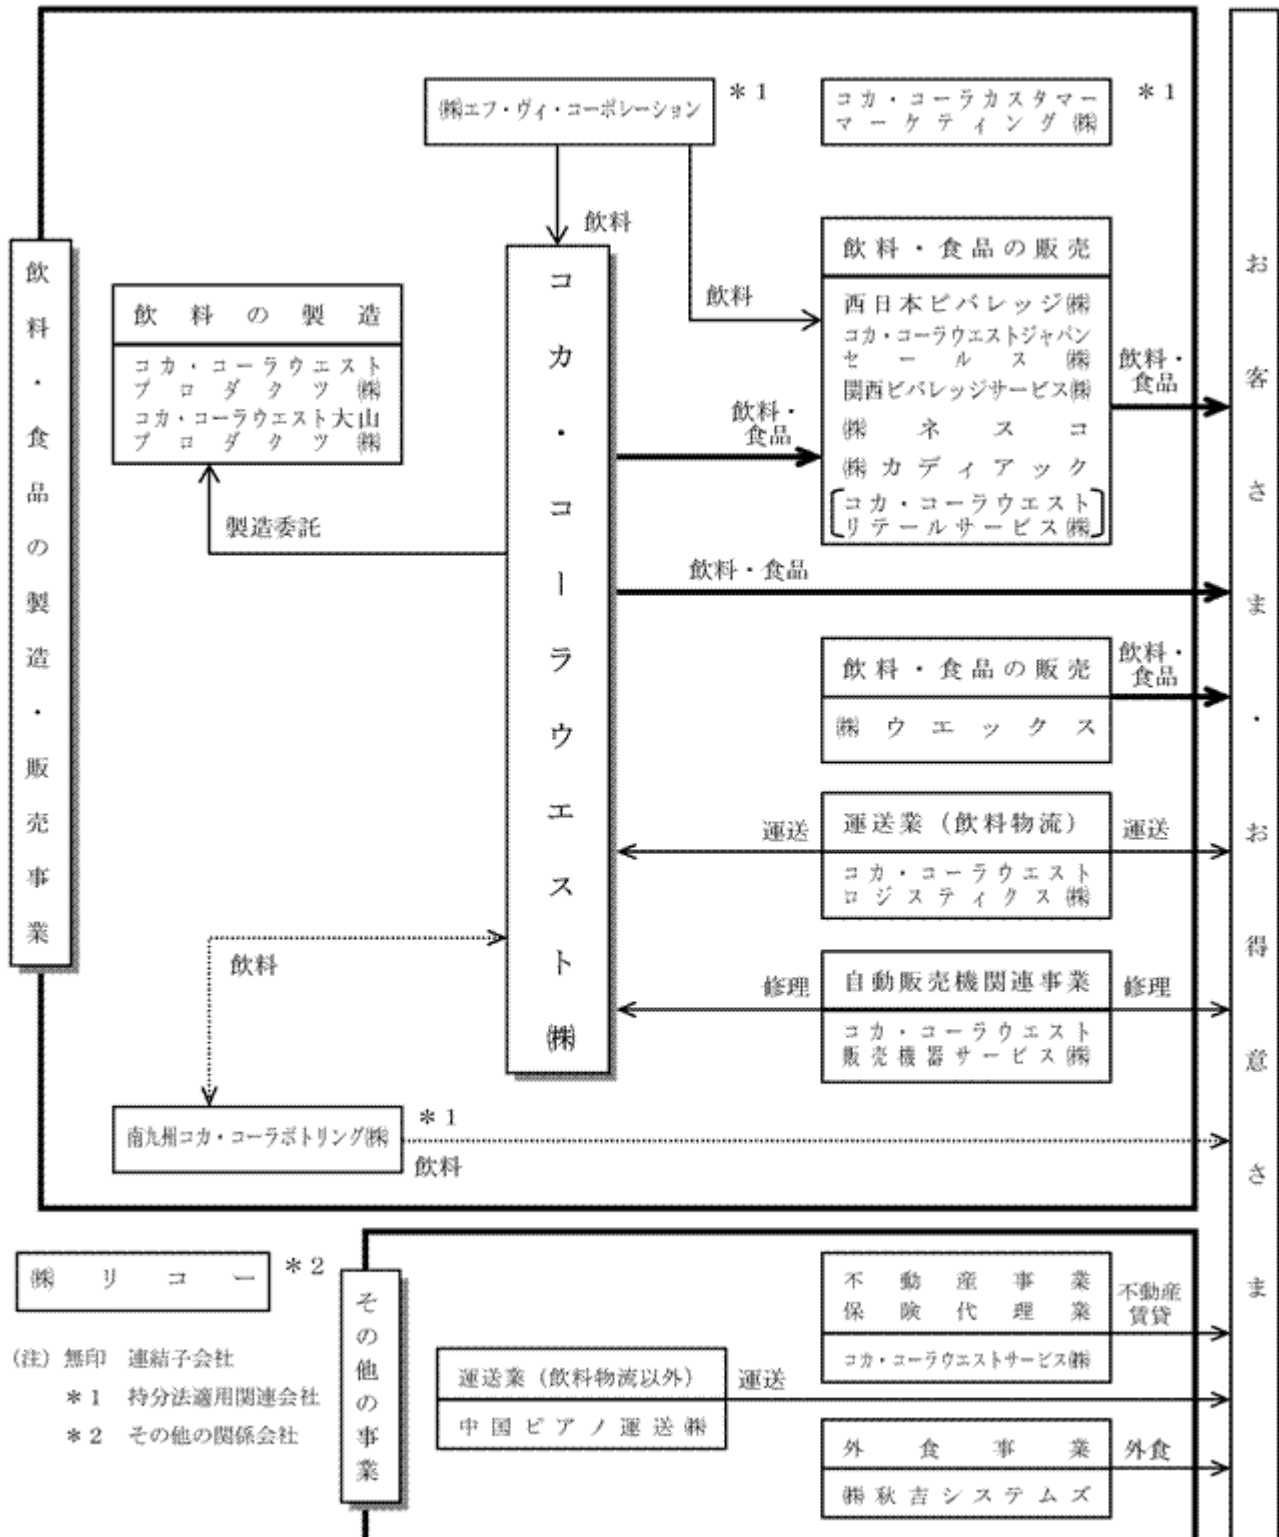 ㈱エフ・ヴィ・コーポレーション
＊1
コカ・コーラカスタマー
マーケティング㈱
＊1
飲料
飲料
飲料・食品の製造・販売事業
飲料の製造
コカ・コーラウエスト
プロダクツ㈱
コカ・コーラウエスト大山
プロダクツ㈱
製造委託
コカ・コーラウエスト㈱
飲料・食品の販売
西日本ビバレッジ㈱
コカ・コーラウエストジャパン
セールス㈱
関西ビバレッジサービス㈱
㈱ネスコ
㈱カディアック
コカ・コーラウエスト
リテールサービス㈱
飲料・
食品
飲料・
食品
飲料・食品
飲料・食品の販売
㈱ウエックス
飲料・
食品
運送
運送業（飲料物流）
運送
コカ・コーラウエスト
ロジスティクス㈱
修理
自動販売機関連事業
修理
コカ・コーラウエスト
販売機器サービス㈱
飲料
南九州コカ・コーラボトリング㈱
＊1
飲料
お客さま・お得意さま
㈱リコー
＊2
（注）無印　連結子会社
＊1　持分法適用関連会社
＊2　その他の関係会社
その他の事業
運送業（飲料物流以外）
中国ピアノ運送㈱
運送
不動産事業
保険代理業
コカ・コーラウエストサービス㈱
不動産
賃貸
外食事業
㈱秋吉システムズ
外食